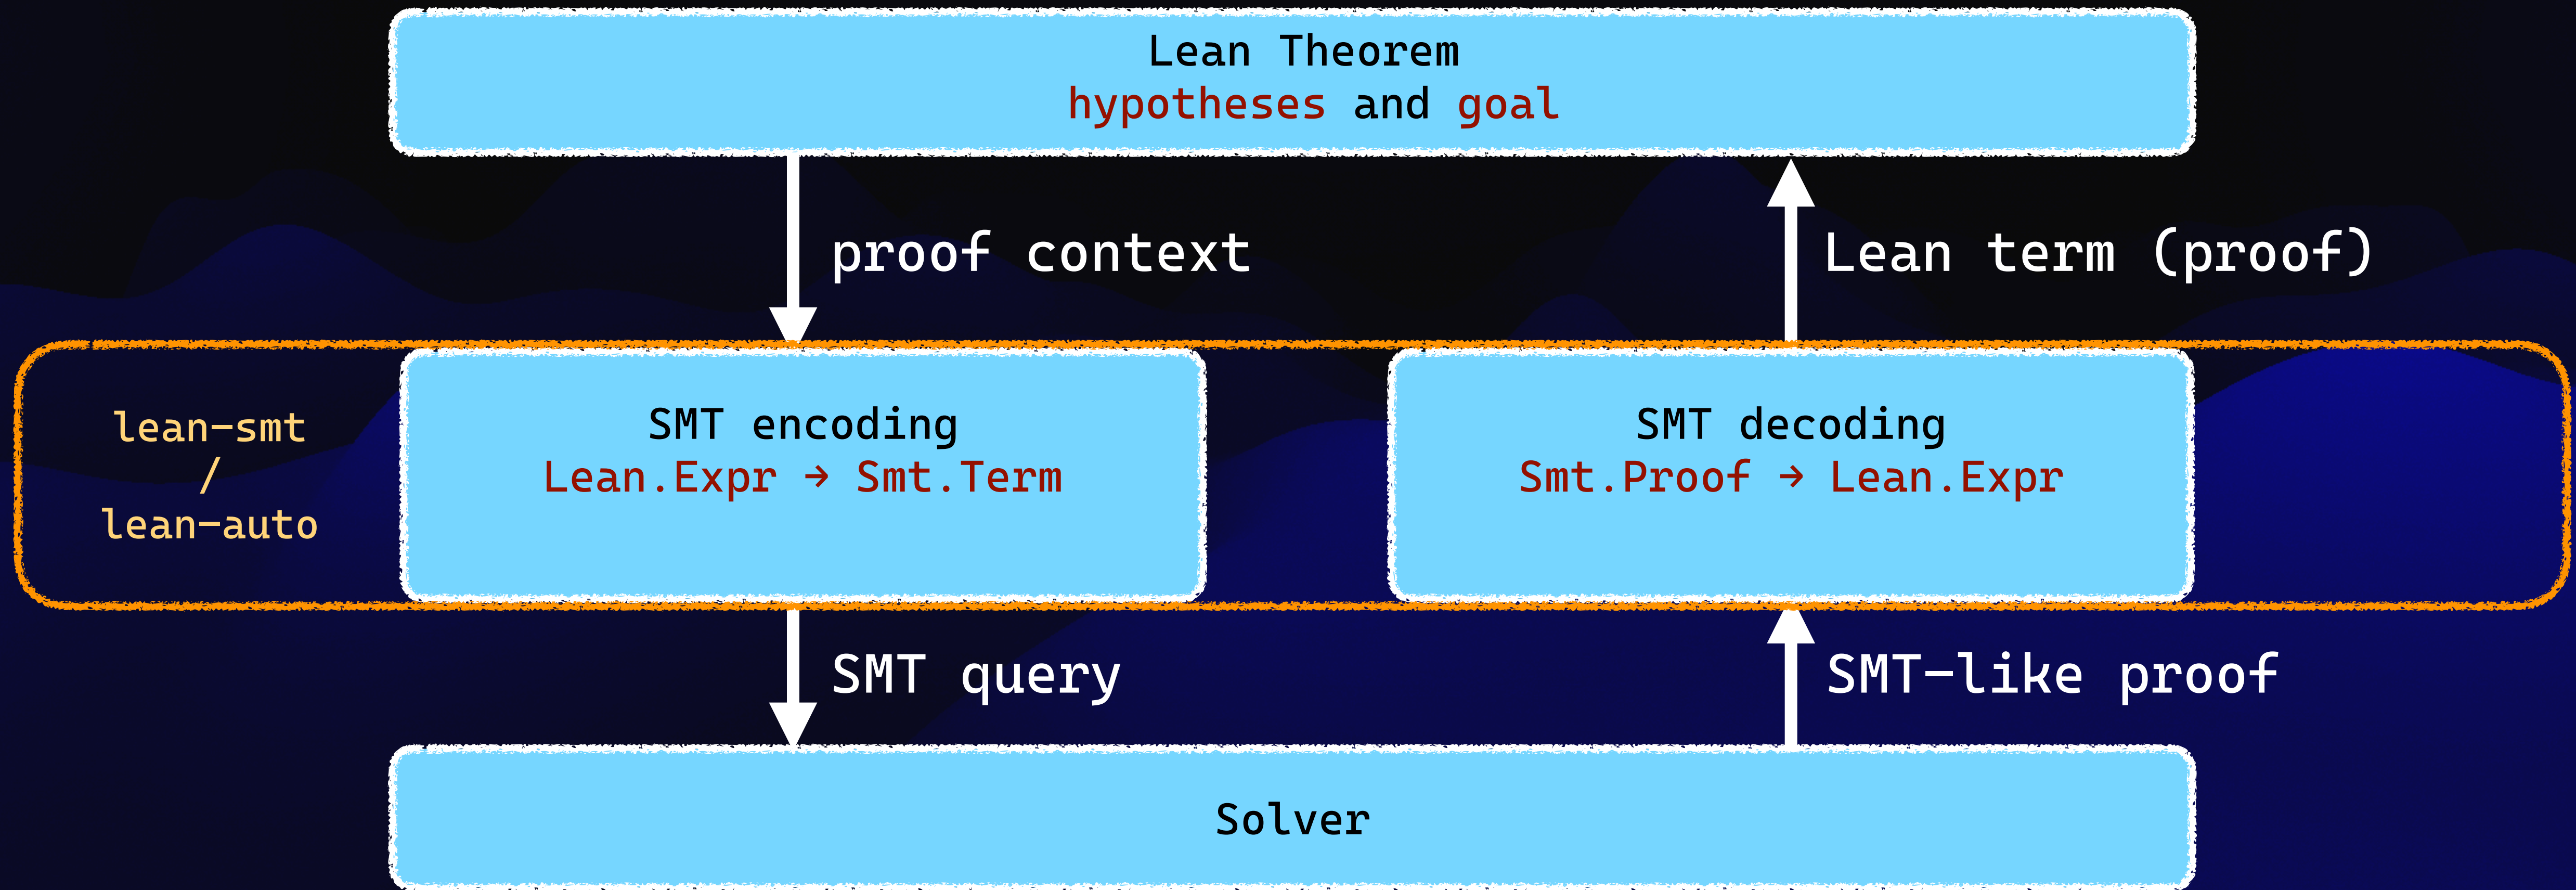 Lean Theorem
hypotheses and goal
proof context
Lean term (proof)
lean-smt
/
lean-auto
SMT encoding
Lean.Expr → Smt.Term
SMT decoding
Smt.Proof → Lean.Expr
SMT query
SMT-like proof
Solver